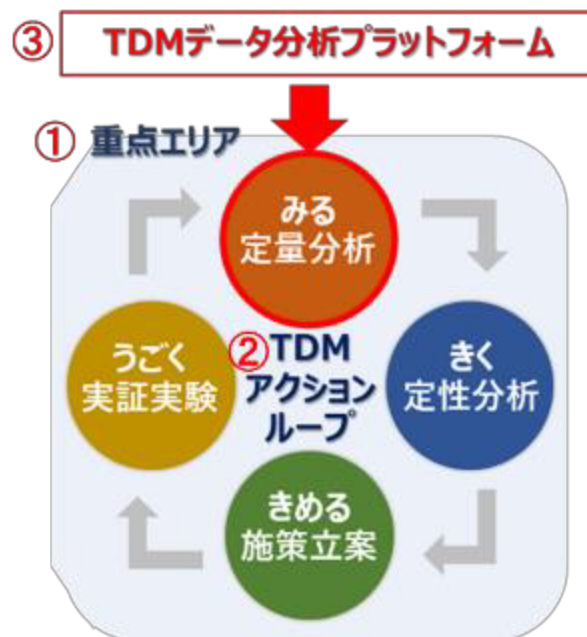 ③ TDMデータ分析プラットフォーム
① 重点エリア
みる
定量分析
うごく
実証実験
② TDM
アクション
ループ
きく
定性分析
きめる
施策立案